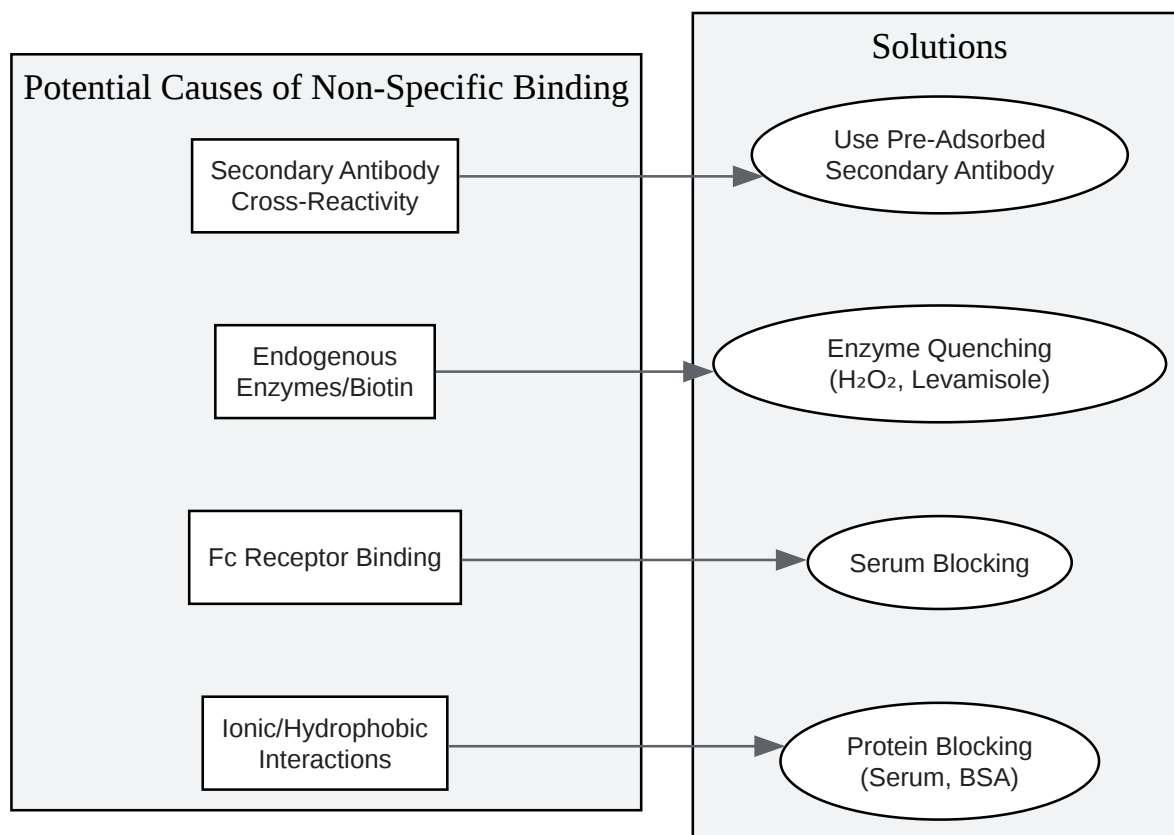 Potential Causes of Non-Specific Binding
Secondary Antibody
Cross-Reactivity
Endogenous
Enzymes/Biotin
Fc Receptor Binding
Ionic/Hydrophobic
Interactions
Solutions
Use Pre-Adsorbed
Secondary Antibody
Enzyme Quenching
(H₂O₂, Levamisole)
Serum Blocking
Protein Blocking
(Serum, BSA)